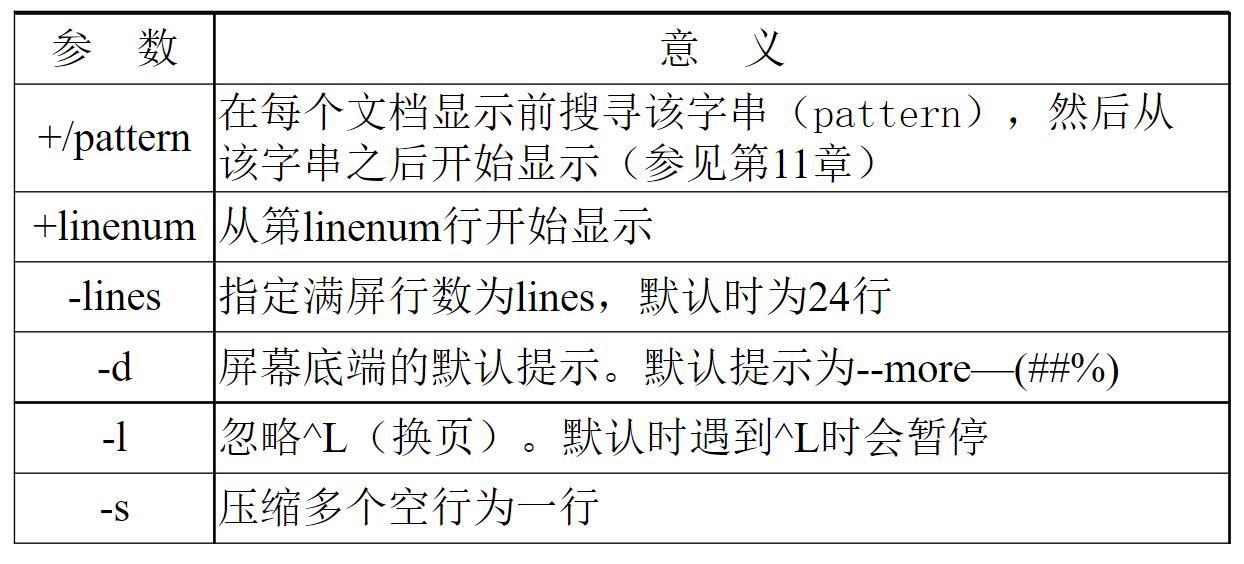 参 数 意 义
+/pattern 在每个文档显示前搜寻该字串（pattern），然后从
该字串之后开始显示（参见第11章）
+linenum 从第linenum行开始显示
-lines 指定满屏行数为lines，默认时为24行
-d 屏幕底端的默认提示。默认提示为--more—(##%)
-l 忽略^L（换页）。默认时遇到^L时会暂停
-s 压缩多个空行为一行